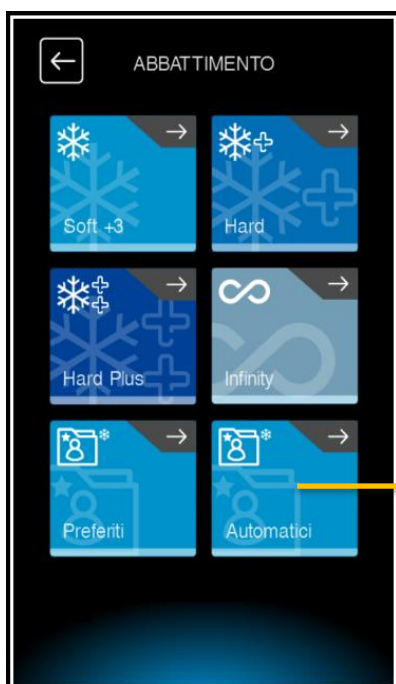 ABBATTIMENTO
Soft +3
Hard
Hard Plus
Infinity
Preferiti
Automatici